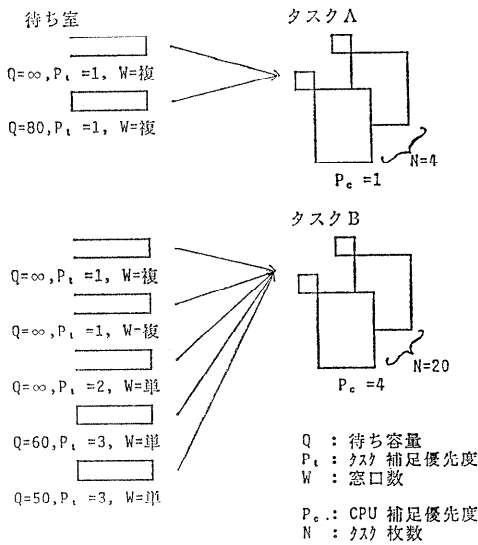 待ち室
タスクA
Q=∞,Pt =1, W=複
Q=80,Pt =1, W=複
N=4
Pc =1
タスクB
Q=∞,Pt =1, W=複
Q=∞,Pt =1, W=複
Q=∞,Pt =2, W=単
Q=60,Pt =3, W=単
Q=50,Pt =3, W=単
N=20
Pc =4
Q : 待ち容量
Pt : タスク 補足優先度
W : 窓口数
Pc : CPU 補足優先度
N : タスク 枚数